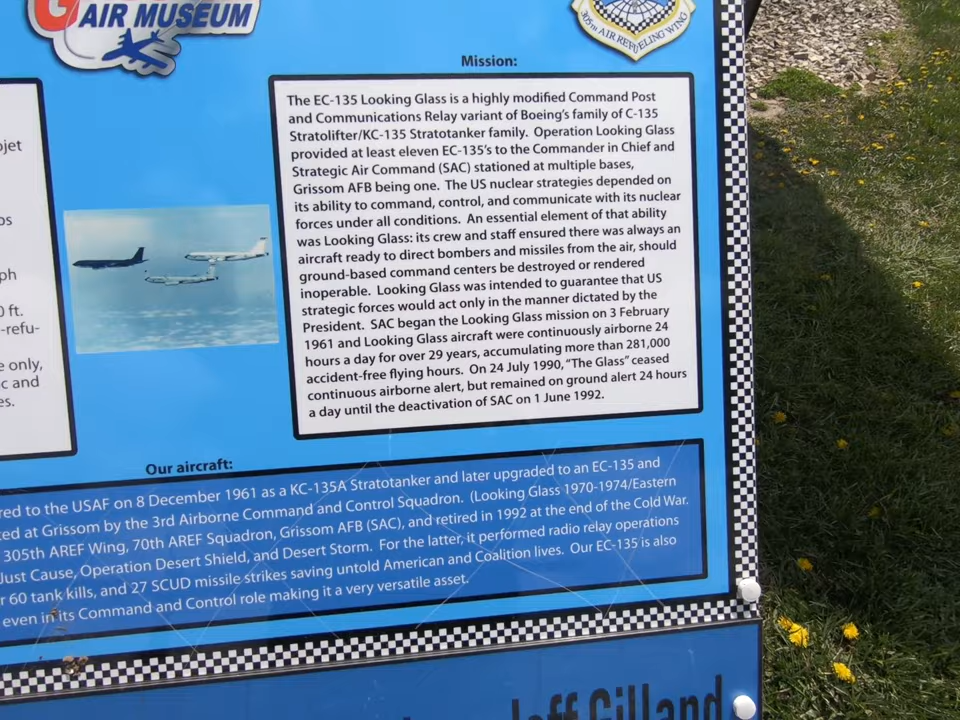 AIR MUSEUM
305TH AIR REFUELING WING
Mission:
The EC-135 Looking Glass is a highly modified Command Post
and Communications Relay variant of Boeing's family of C-135
Stratolifter/KC-135 Stratotanker family. Operation Looking Glass
provided at least eleven EC-135's to the Commander in Chief and
Strategic Air Command (SAC) stationed at multiple bases,
Grissom AFB being one. The US nuclear strategies depended on
its ability to command, control, and communicate with its nuclear
forces under all conditions. An essential element of that ability
was Looking Glass: its crew and staff ensured there was always an
aircraft ready to direct bombers and missiles from the air, should
ground-based command centers be destroyed or rendered
inoperable. Looking Glass was intended to guarantee that US
strategic forces would act only in the manner dictated by the
President. SAC began the Looking Glass mission on 3 February
1961 and Looking Glass aircraft were continuously airborne 24
hours a day for over 29 years, accumulating more than 281,000
accident-free flying hours. On 24 July 1990, "The Glass" ceased
continuous airborne alert, but remained on ground alert 24 hours
a day until the deactivation of SAC on 1 June 1992.
ojet
os
ph
0 ft.
-refu-
e only,
c and
es.
Our aircraft:
red to the USAF on 8 December 1961 as a KC-135A Stratotanker and later upgraded to an EC-135 and
ted at Grissom by the 3rd Airborne Command and Control Squadron. (Looking Glass 1970-1974/Eastern
305th AREF Wing, 70th AREF Squadron, Grissom AFB (SAC), and retired in 1992 at the end of the Cold War.
Just Cause, Operation Desert Shield, and Desert Storm. For the latter, it performed radio relay operations
r 60 tank kills, and 27 SCUD missile strikes saving untold American and Coalition lives. Our EC-135 is also
even in its Command and Control role making it a very versatile asset.
Jeff Gilland